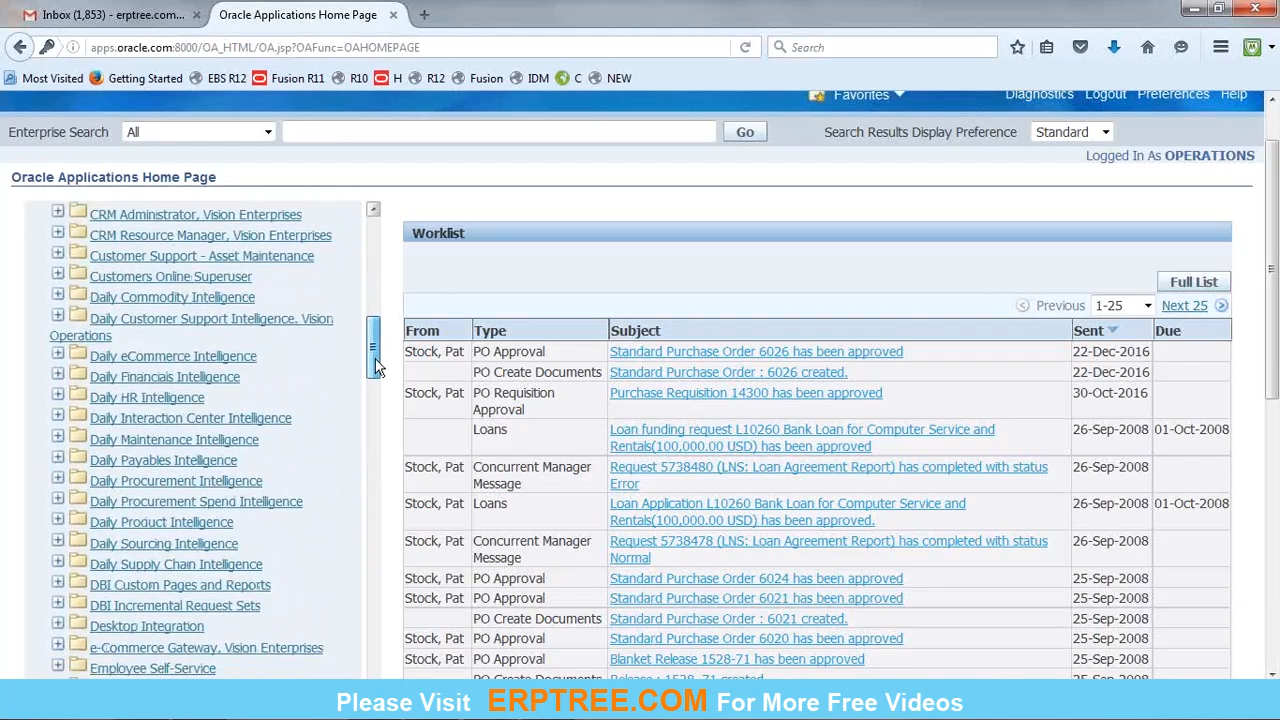 Inbox (1,853) - erptree.com...
Oracle Applications Home Page
apps.oracle.com:8000/OA_HTML/OA.jsp?OAFunc=OAHOMEPAGE
Search
Most Visited Getting Started EBS R12 Fusion R11 R10 H R12 Fusion IDM C NEW
Favorites Diagnostics Logout Preferences Help
Enterprise Search All Go Search Results Display Preference Standard
Logged In As OPERATIONS
Oracle Applications Home Page
CRM Administrator, Vision Enterprises
CRM Resource Manager, Vision Enterprises
Customer Support - Asset Maintenance
Customers Online Superuser
Daily Commodity Intelligence
Daily Customer Support Intelligence, Vision
Operations
Daily eCommerce Intelligence
Daily Financials Intelligence
Daily HR Intelligence
Daily Interaction Center Intelligence
Daily Maintenance Intelligence
Daily Payables Intelligence
Daily Procurement Intelligence
Daily Procurement Spend Intelligence
Daily Product Intelligence
Daily Sourcing Intelligence
Daily Supply Chain Intelligence
DBI Custom Pages and Reports
DBI Incremental Request Sets
Desktop Integration
e-Commerce Gateway, Vision Enterprises
Employee Self-Service
Worklist
Full List
Previous 1-25 Next 25
From Type Subject Sent Due
Stock, Pat PO Approval Standard Purchase Order 6026 has been approved 22-Dec-2016
PO Create Documents Standard Purchase Order : 6026 created. 22-Dec-2016
Stock, Pat PO Requisition Purchase Requisition 14300 has been approved 30-Oct-2016
Approval
Loans Loan funding request L10260 Bank Loan for Computer Service and 26-Sep-2008 01-Oct-2008
Rentals(100,000.00 USD) has been approved
Stock, Pat Concurrent Manager Request 5738480 (LNS: Loan Agreement Report) has completed with status 26-Sep-2008
Message Error
Stock, Pat Loans Loan Application L10260 Bank Loan for Computer Service and 26-Sep-2008 01-Oct-2008
Rentals(100,000.00 USD) has been approved.
Stock, Pat Concurrent Manager Request 5738478 (LNS: Loan Agreement Report) has completed with status 26-Sep-2008
Message Normal
Stock, Pat PO Approval Standard Purchase Order 6024 has been approved 25-Sep-2008
Stock, Pat PO Approval Standard Purchase Order 6021 has been approved 25-Sep-2008
PO Create Documents Standard Purchase Order : 6021 created. 25-Sep-2008
Stock, Pat PO Approval Standard Purchase Order 6020 has been approved 25-Sep-2008
Stock, Pat PO Approval Blanket Release 1528-71 has been approved 25-Sep-2008
Please Visit ERPTREE.COM For More Free Videos